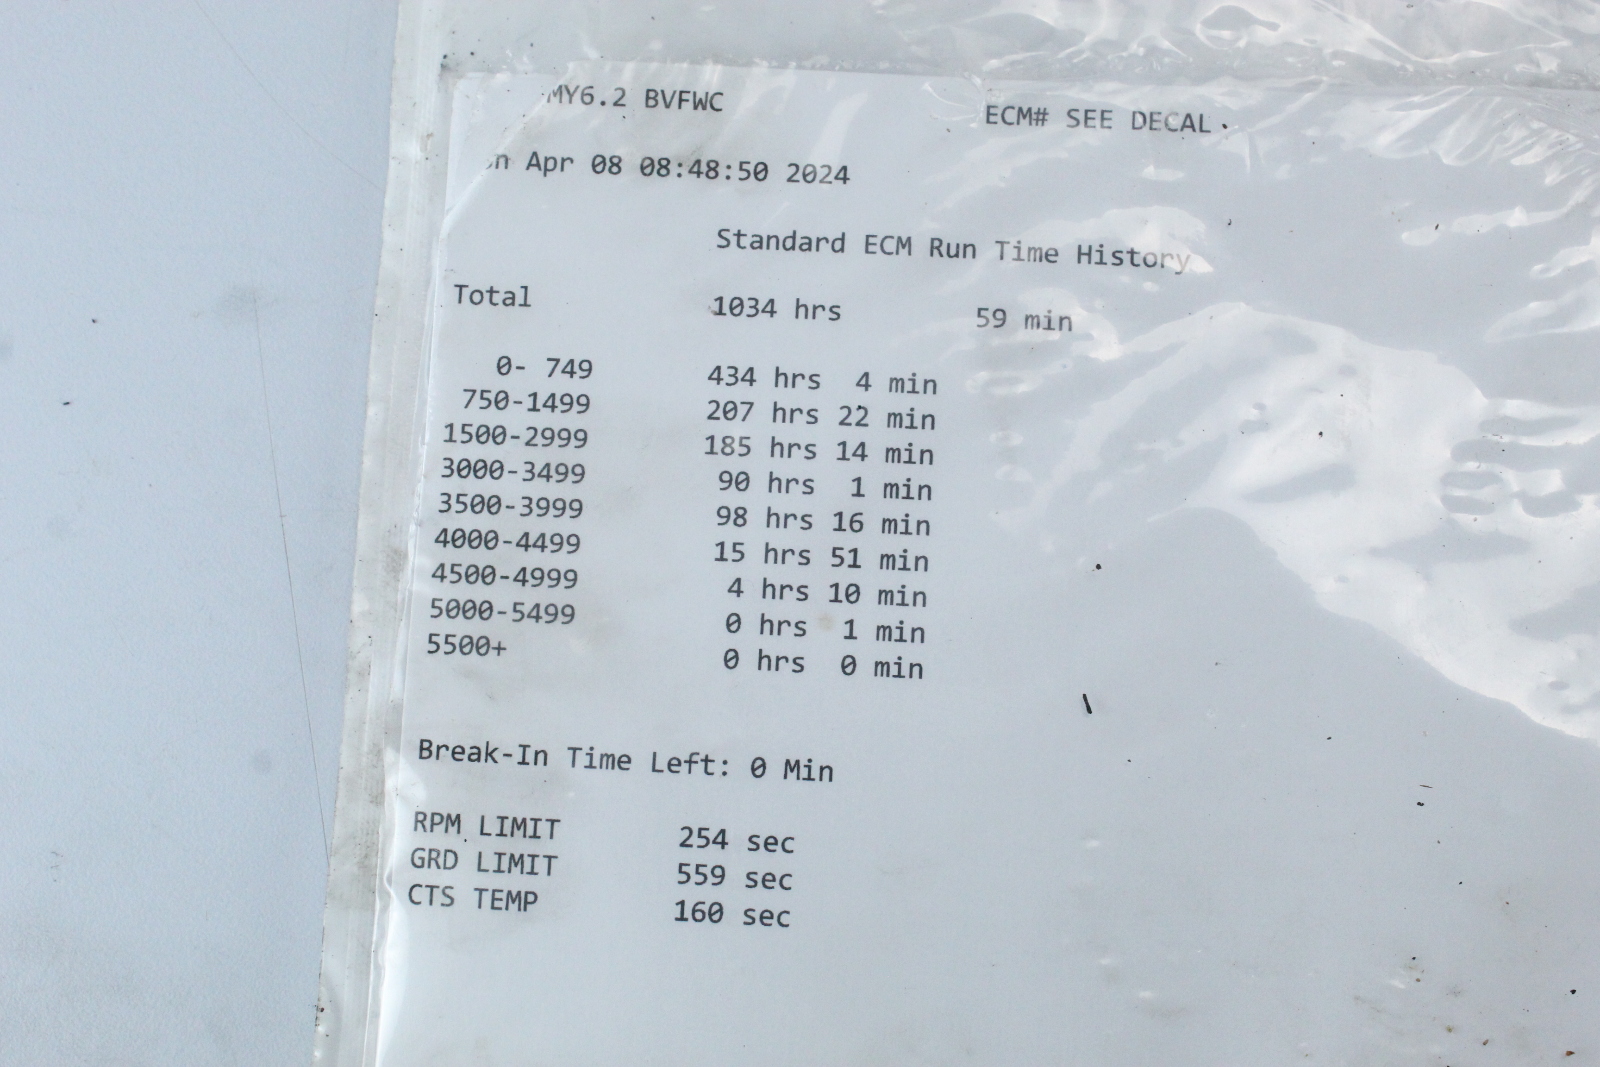 MY6.2 BVFWC ECM# SEE DECAL.
Apr 08 08:48:50 2024
Standard ECM Run Time History
Total 1034 hrs 59 min
0- 749 434 hrs 4 min
750-1499 207 hrs 22 min
1500-2999 185 hrs 14 min
3000-3499 90 hrs 1 min
3500-3999 98 hrs 16 min
4000-4499 15 hrs 51 min
4500-4999 4 hrs 10 min
5000-5499 0 hrs 1 min
5500+ 0 hrs 0 min
Break-In Time Left: 0 Min
RPM LIMIT 254 sec
GRD LIMIT 559 sec
CTS TEMP 160 sec